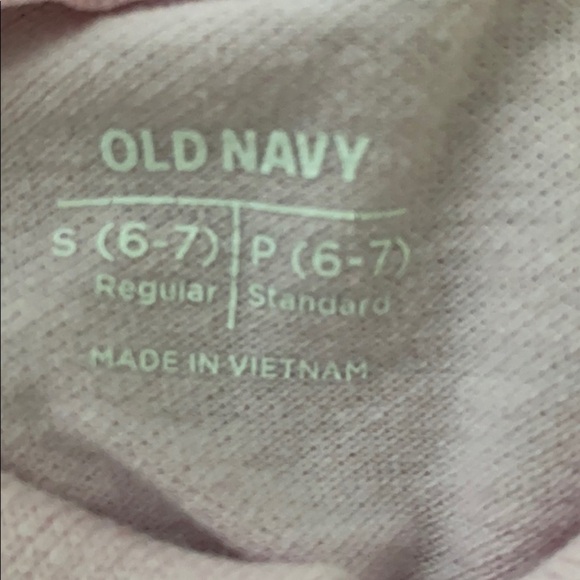 OLD NAVY
S (6-7) P (6-7)
Regular Standard
MADE IN VIETNAM